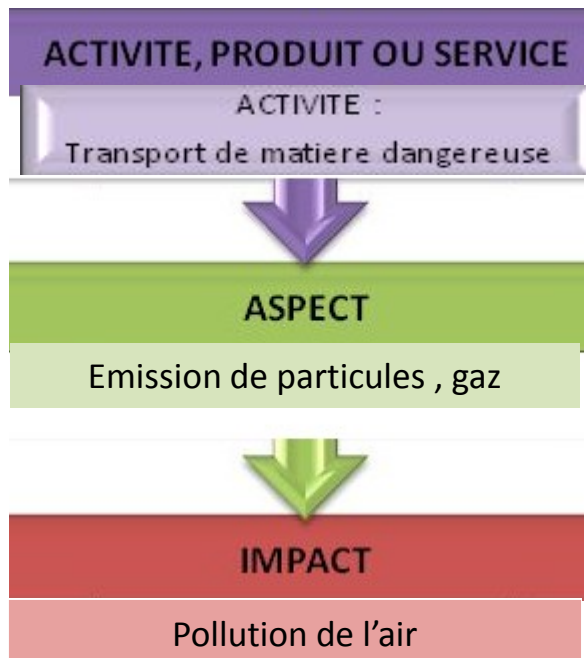 ACTIVITE, PRODUIT OU SERVICE
ACTIVITE :
Transport de matiere dangereuse
ASPECT
Emission de particules , gaz
IMPACT
Pollution de l’air